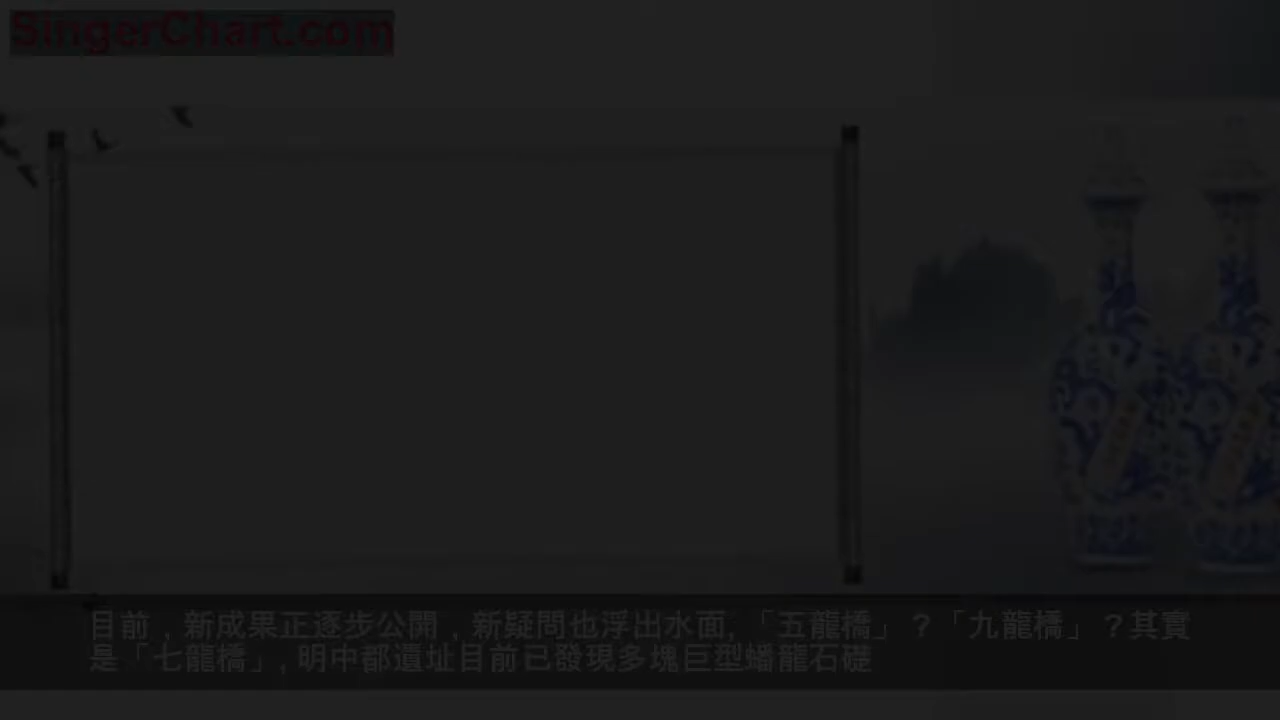 SingerChart.com
目前，新成果正逐步公開，新疑問也浮出水面,「五龍橋」？「九龍橋」？其實
是「七龍橋」, 明中都遺址目前已發現多塊巨型蟠龍石礎